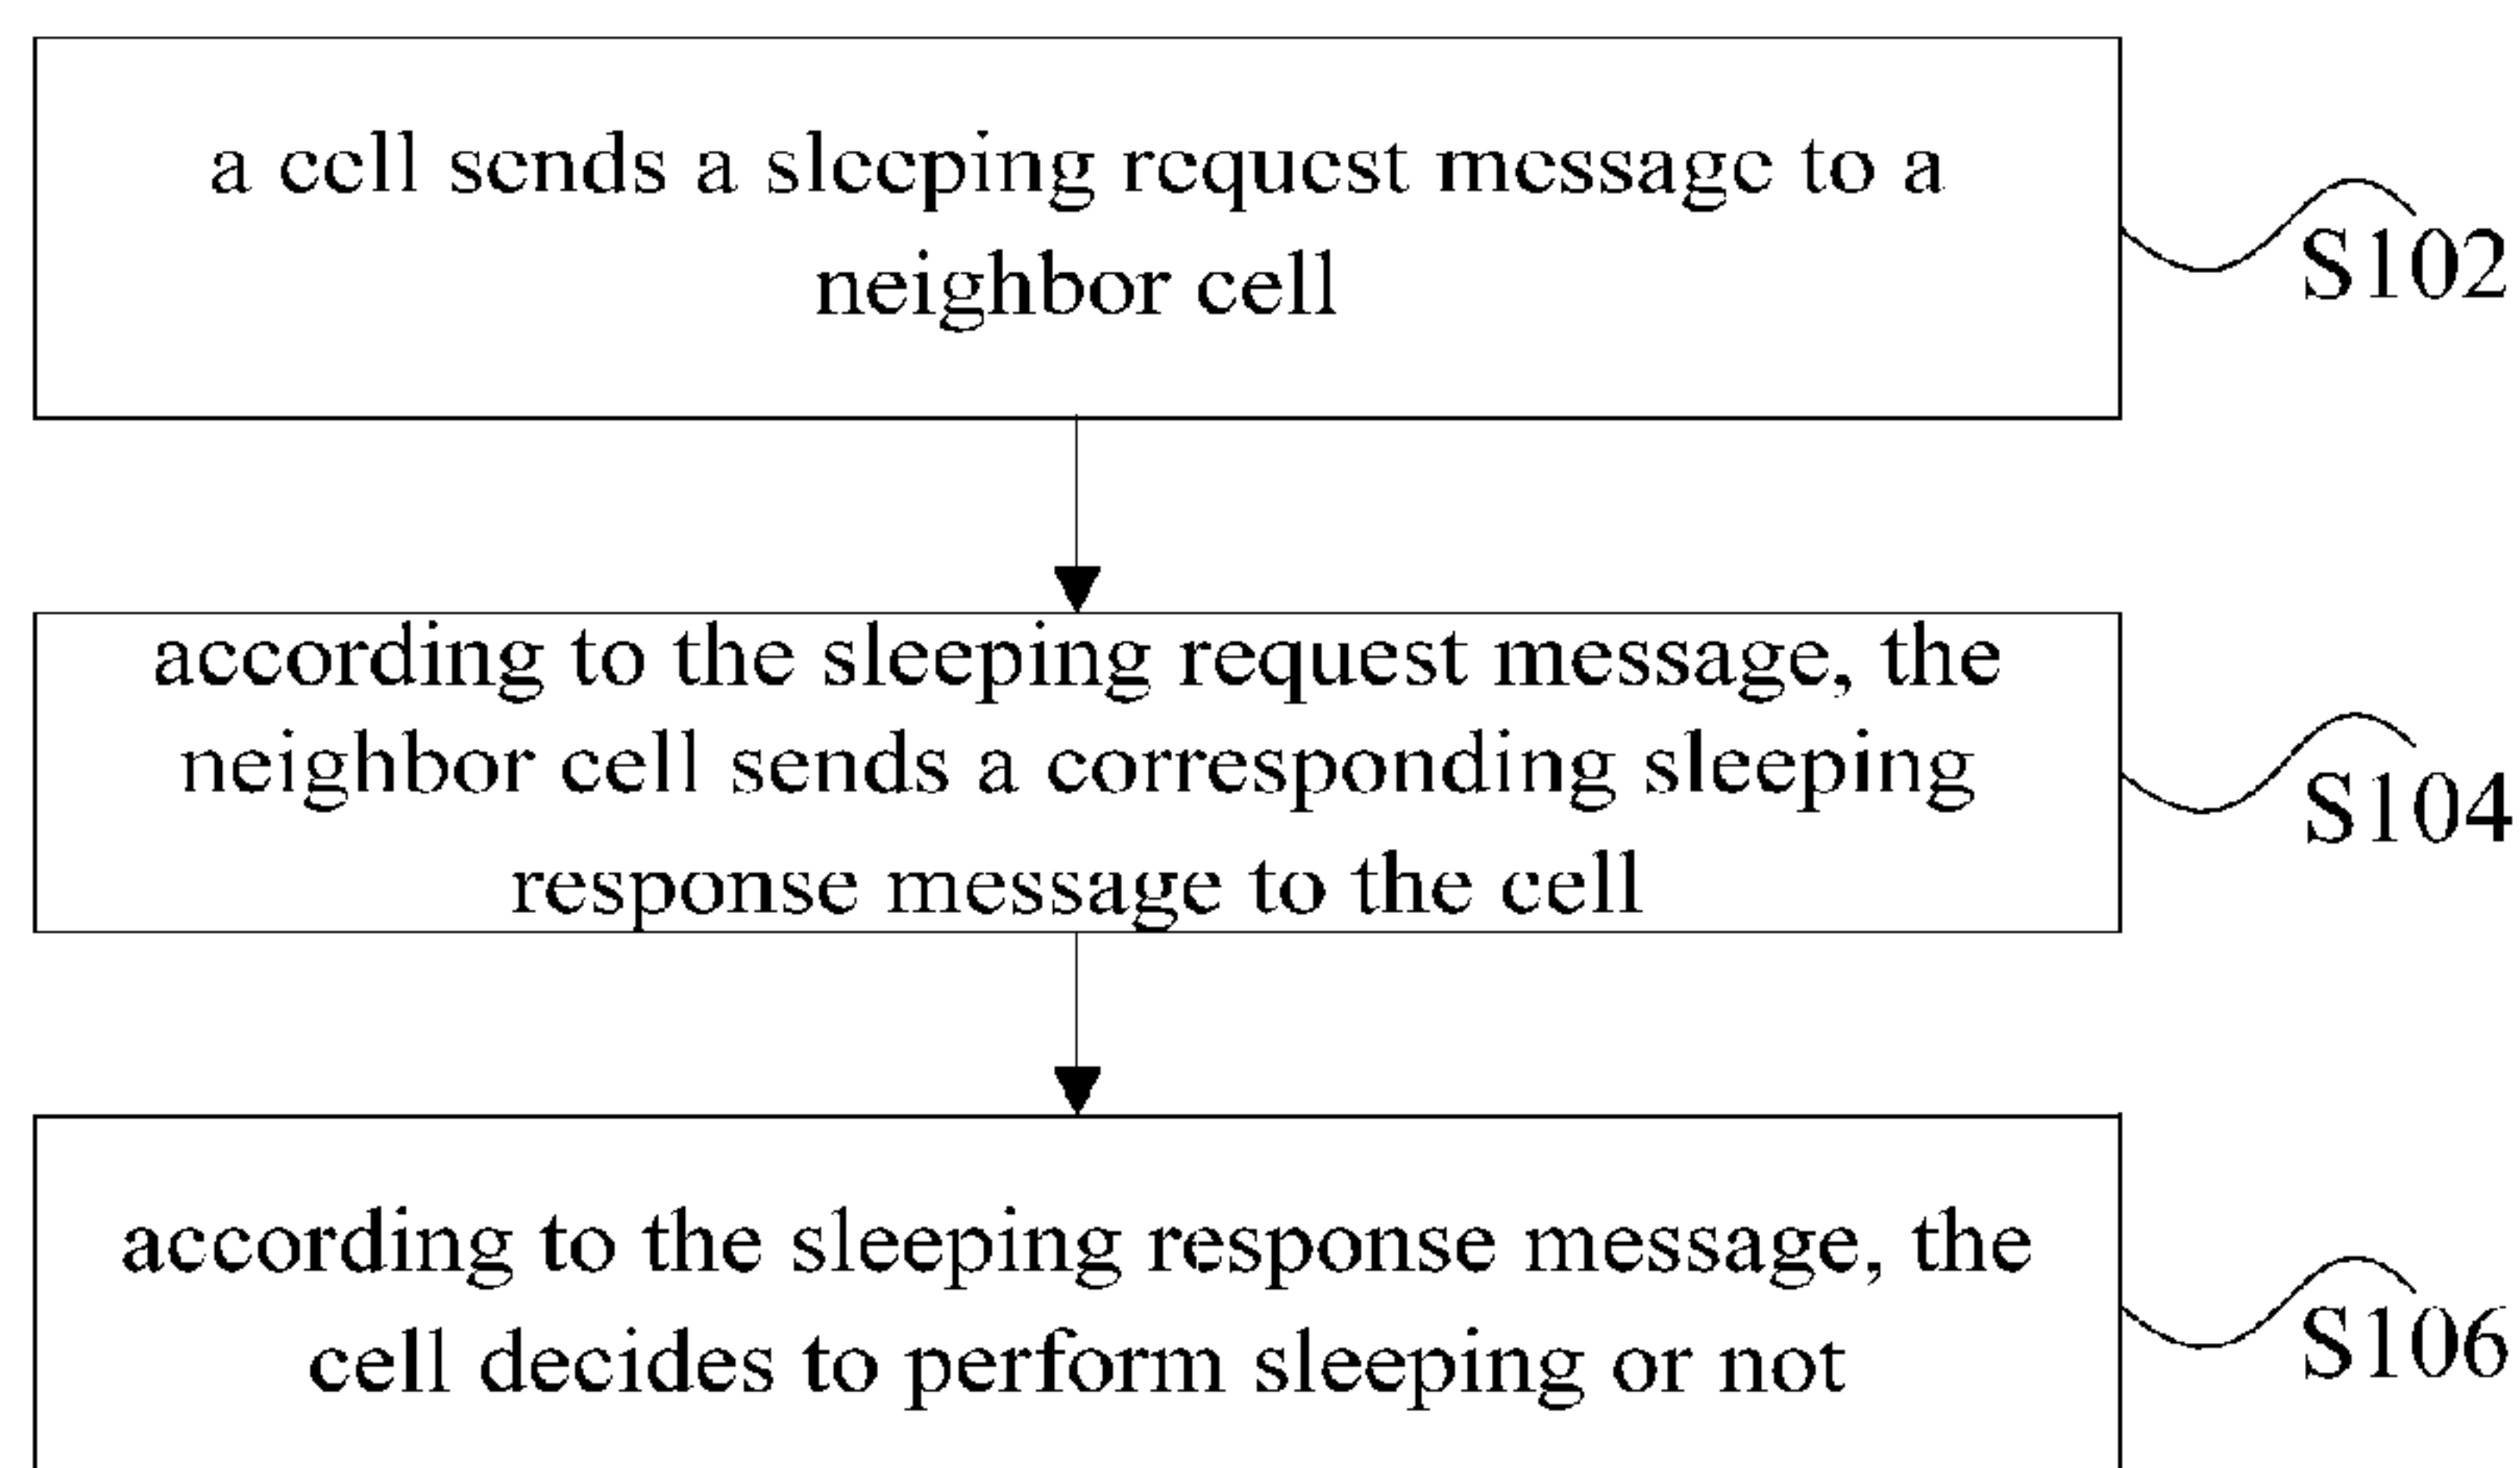 a cell sends a sleeping request message to a
neighbor cell
S102
according to the sleeping request message, the
neighbor cell sends a corresponding sleeping
response message to the cell
S104
according to the sleeping response message, the
cell decides to perform sleeping or not
S106